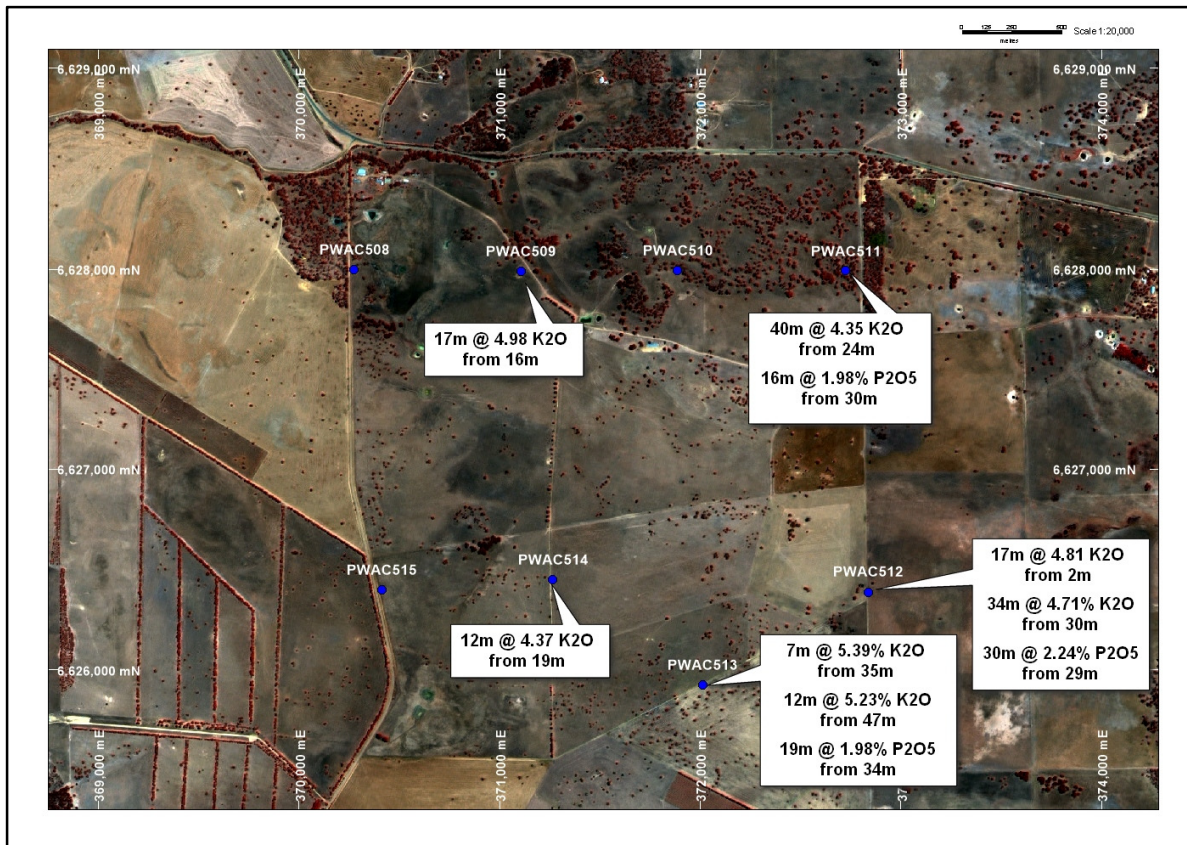 0 125 250 500
metres
Scale 1:20,000
6,629,000 mN
6,629,000 mN
369,000 mE
370,000 mE
371,000 mE
372,000 mE
373,000 mE
374,000 mE
PWAC508
PWAC509
PWAC510
PWAC511
6,628,000 mN
6,628,000 mN
17m @ 4.98 K2O
from 16m
40m @ 4.35 K2O
from 24m
16m @ 1.98% P2O5
from 30m
6,627,000 mN
6,627,000 mN
PWAC515
PWAC514
PWAC512
17m @ 4.81 K2O
from 2m
34m @ 4.71% K2O
from 30m
30m @ 2.24% P2O5
from 29m
12m @ 4.37 K2O
from 19m
PWAC513
7m @ 5.39% K2O
from 35m
12m @ 5.23% K2O
from 47m
19m @ 1.98% P2O5
from 34m
6,626,000 mN
369,000 mE
370,000 mE
371,000 mE
372,000 mE
37
374,000 mE